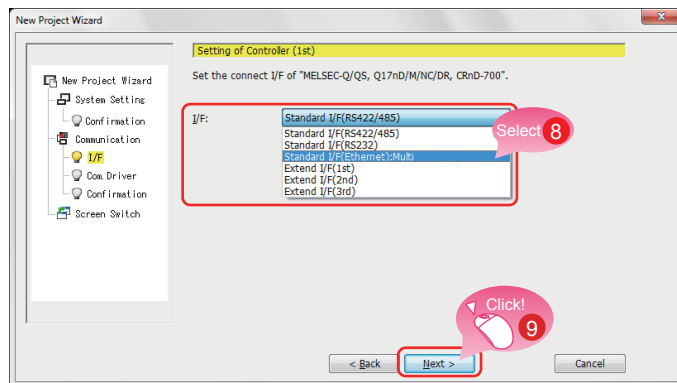 New Project Wizard
x
Setting of Controller (1st)
Set the connect I/F of "MELSEC-Q/QS, Q17nD/M/NC/DR, CRnD-700".
New Project Wizard
System Setting
Confirmation
Communication
I/F
Com. Driver
Confirmation
Screen Switch
I/F:
Standard I/F(RS422/485)
Standard I/F(RS422/485)
Standard I/F(RS232)
Standard I/F(Ethernet):Multi
Extend I/F(1st)
Extend I/F(2nd)
Extend I/F(3rd)
Select 8
Click!
9
< Back
Next >
Cancel